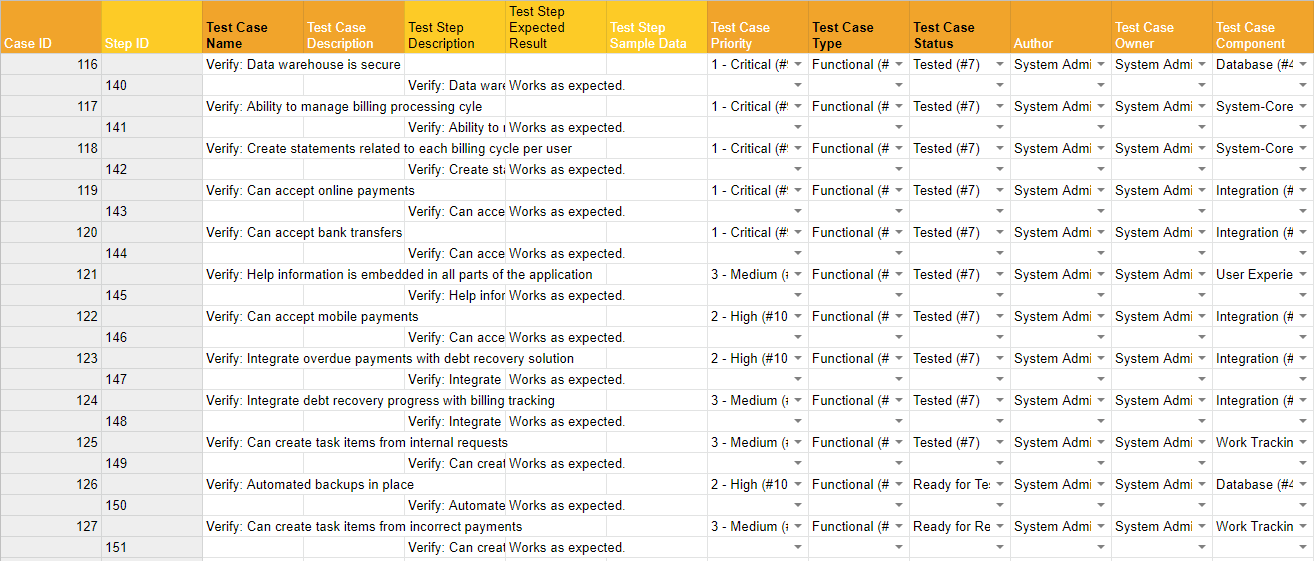 Case ID Step ID Test Case Name Test Case Description Test Step Description Test Step Expected Result Test Step Sample Data Test Case Priority Test Case Type Test Case Status Author Test Case Owner Test Case Component
116 Verify: Data warehouse is secure 1 - Critical (# Functional (# Tested (#7) System Admi System Admi Database (#4
140 Verify: Data ware Works as expected.
117 Verify: Ability to manage billing processing cyle 1 - Critical (# Functional (# Tested (#7) System Admi System Admi System-Core
141 Verify: Ability to Works as expected.
118 Verify: Create statements related to each billing cycle per user 1 - Critical (# Functional (# Tested (#7) System Admi System Admi System-Core
142 Verify: Create sta Works as expected.
119 Verify: Can accept online payments 1 - Critical (# Functional (# Tested (#7) System Admi System Admi Integration (#
143 Verify: Can acce Works as expected.
120 Verify: Can accept bank transfers 1 - Critical (# Functional (# Tested (#7) System Admi System Admi Integration (#
144 Verify: Can acce Works as expected.
121 Verify: Help information is embedded in all parts of the application 3 - Medium ( Functional (# Tested (#7) System Admi System Admi User Experie
145 Verify: Help infor Works as expected.
122 Verify: Can accept mobile payments 2 - High (#10 Functional (# Tested (#7) System Admi System Admi Integration (#
146 Verify: Can acce Works as expected.
123 Verify: Integrate overdue payments with debt recovery solution 2 - High (#10 Functional (# Tested (#7) System Admi System Admi Integration (#
147 Verify: Integrate Works as expected.
124 Verify: Integrate debt recovery progress with billing tracking 3 - Medium ( Functional (# Tested (#7) System Admi System Admi Integration (#
148 Verify: Integrate Works as expected.
125 Verify: Can create task items from internal requests 3 - Medium ( Functional (# Tested (#7) System Admi System Admi Work Trackin
149 Verify: Can creat Works as expected.
126 Verify: Automated backups in place 2 - High (#10 Functional (# Ready for Te System Admi System Admi Database (#4
150 Verify: Automate Works as expected.
127 Verify: Can create task items from incorrect payments 3 - Medium ( Functional (# Ready for Re System Admi System Admi Work Trackin
151 Verify: Can creat Works as expected.